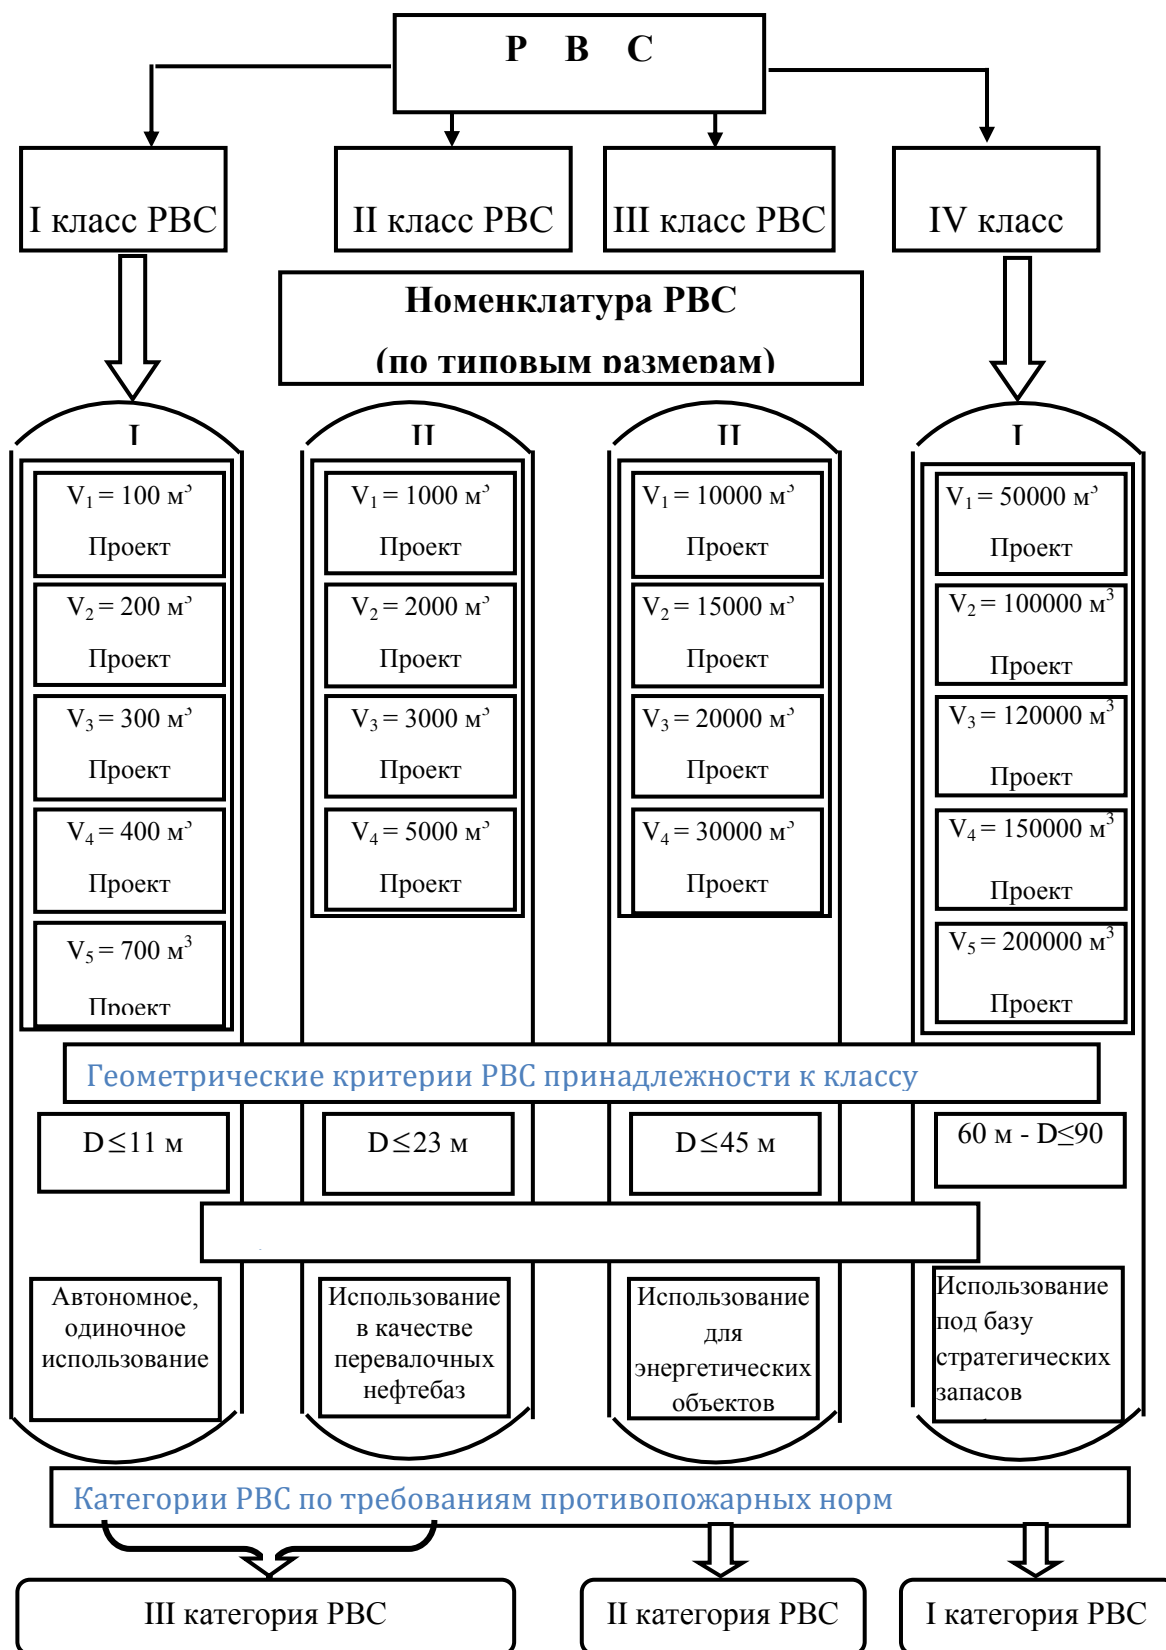 Р В С
I класс РВС
II класс РВС
III класс РВС
IV класс
Номенклатура РВС
(по типовым размерам)
I
II
II
I
V₁ = 100 м³
Проект
V₂ = 200 м³
Проект
V₃ = 300 м³
Проект
V₄ = 400 м³
Проект
V₅ = 700 м³
Проект
V₁ = 1000 м³
Проект
V₂ = 2000 м³
Проект
V₃ = 3000 м³
Проект
V₄ = 5000 м³
Проект
V₁ = 10000 м³
Проект
V₂ = 15000 м³
Проект
V₃ = 20000 м³
Проект
V₄ = 30000 м³
Проект
V₁ = 50000 м³
Проект
V₂ = 100000 м³
Проект
V₃ = 120000 м³
Проект
V₄ = 150000 м³
Проект
V₅ = 200000 м³
Проект
Геометрические критерии РВС принадлежности к классу
D ≤ 11 м
D ≤ 23 м
D ≤ 45 м
60 м - D≤90
Автономное,
одиночное
использование
Использование
в качестве
перевалочных
нефтебаз
Использование
для
энергетических
объектов
Использование
под базу
стратегических
запасов
Категории РВС по требованиям противопожарных норм
III категория РВС
II категория РВС
I категория РВС